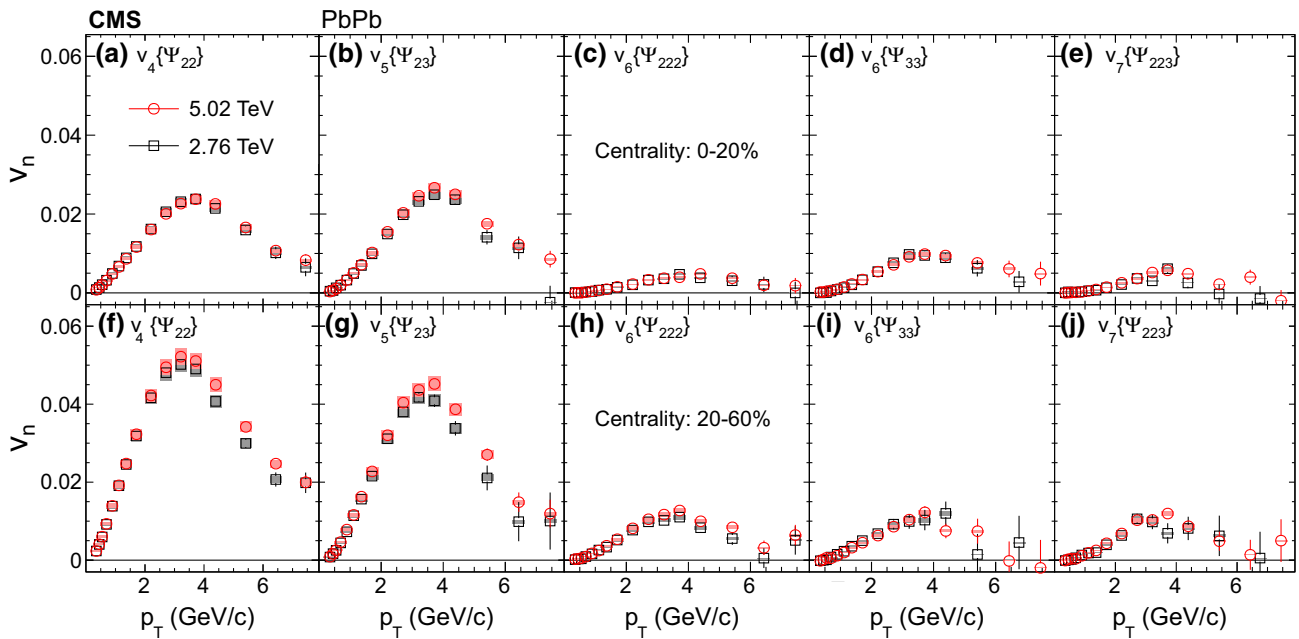 CMS PbPb
(a) v4{Ψ22} (b) v5{Ψ23} (c) v6{Ψ222} (d) v6{Ψ33} (e) v7{Ψ223}
5.02 TeV
2.76 TeV
Centrality: 0-20%
vn
0.06
0.04
0.02
0
(f) v4{Ψ22} (g) v5{Ψ23} (h) v6{Ψ222} (i) v6{Ψ33} (j) v7{Ψ223}
Centrality: 20-60%
vn
0.06
0.04
0.02
0
2 4 6 2 4 6 2 4 6 2 4 6 2 4 6
pT (GeV/c) pT (GeV/c) pT (GeV/c) pT (GeV/c) pT (GeV/c)